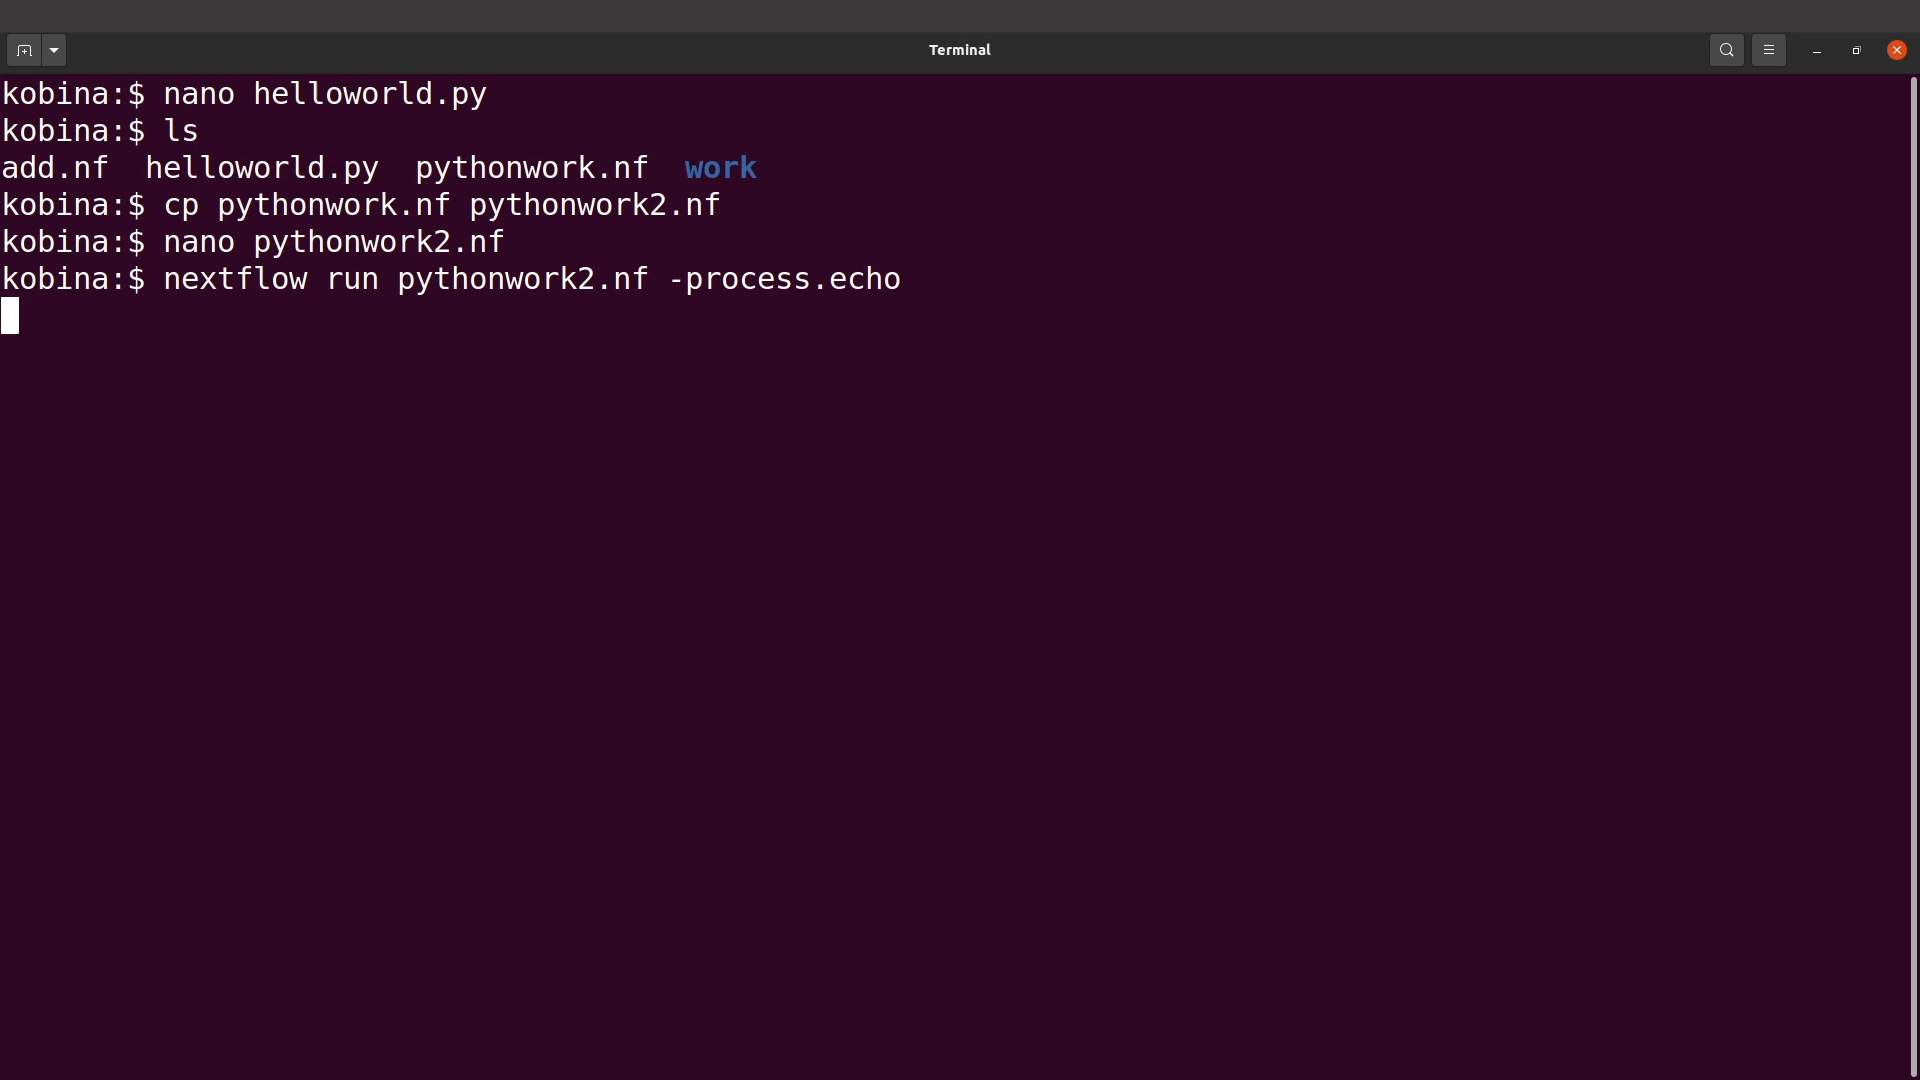 Terminal
kobina:$ nano helloworld.py
kobina:$ ls
add.nf  helloworld.py  pythonwork.nf  work
kobina:$ cp pythonwork.nf pythonwork2.nf
kobina:$ nano pythonwork2.nf
kobina:$ nextflow run pythonwork2.nf -process.echo